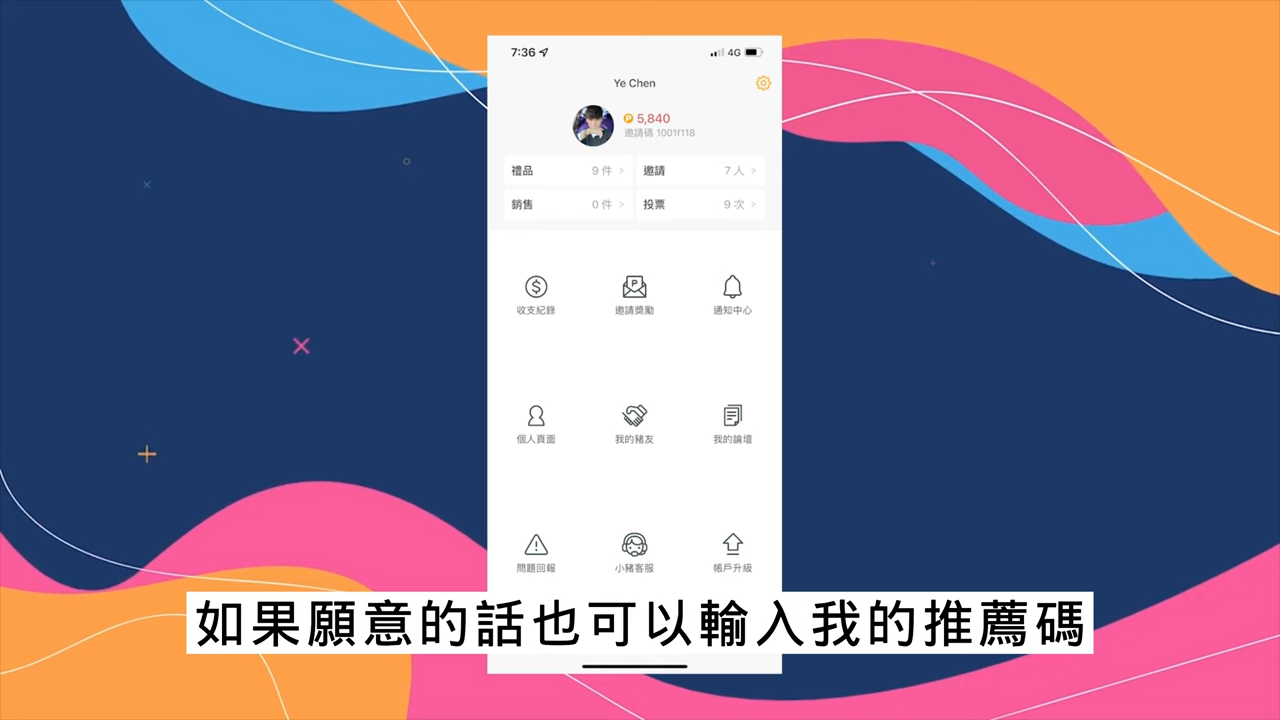 7:36
4G
Ye Chen
P 5,840
邀請碼 1001f118
禮品 9 件 >
邀請 7 人 >
銷售 0 件 >
投票 9 次 >
收支紀錄
邀請獎勵
通知中心
個人頁面
我的豬友
我的論壇
問題回報
小豬客服
帳戶升級
如果願意的話也可以輸入我的推薦碼